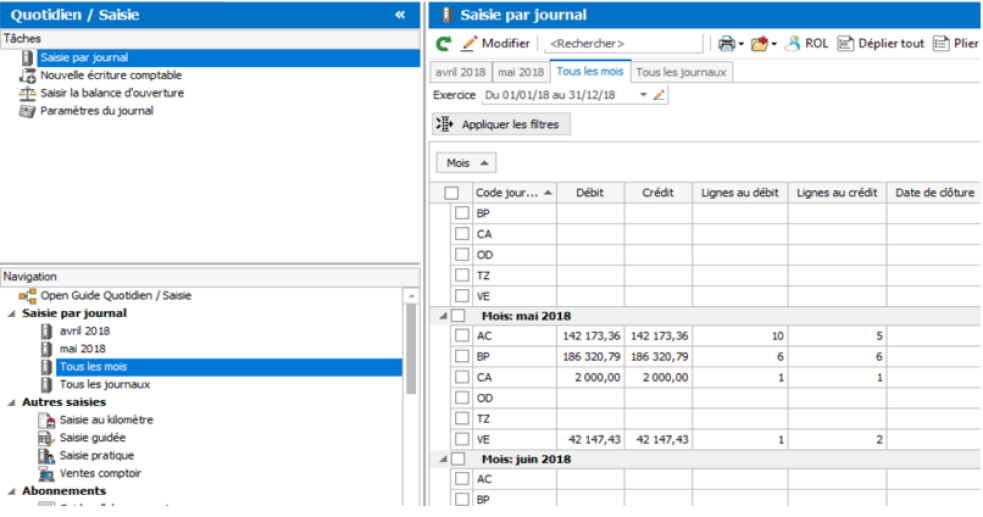 Quotidien / Saisie «
Tâches
Saisie par journal
Nouvelle écriture comptable
Saisir la balance d'ouverture
Paramètres du journal
Navigation
Open Guide Quotidien / Saisie
Saisie par journal
avril 2018
mai 2018
Tous les mois
Tous les journaux
Autres saisies
Saisie au kilomètre
Saisie guidée
Saisie pratique
Ventes comptoir
Abonnements
Saisie par journal
Modifier <Rechercher> ROL Déplier tout Plier
avril 2018 mai 2018 Tous les mois Tous les journaux
Exercice Du 01/01/18 au 31/12/18
Appliquer les filtres
Mois
Code jour... Débit Crédit Lignes au débit Lignes au crédit Date de clôture
BP
CA
OD
TZ
VE
Mois: mai 2018
AC 142 173,36 142 173,36 10 5
BP 186 320,79 186 320,79 6 6
CA 2 000,00 2 000,00 1 1
OD
TZ
VE 42 147,43 42 147,43 1 2
Mois: juin 2018
AC
BP